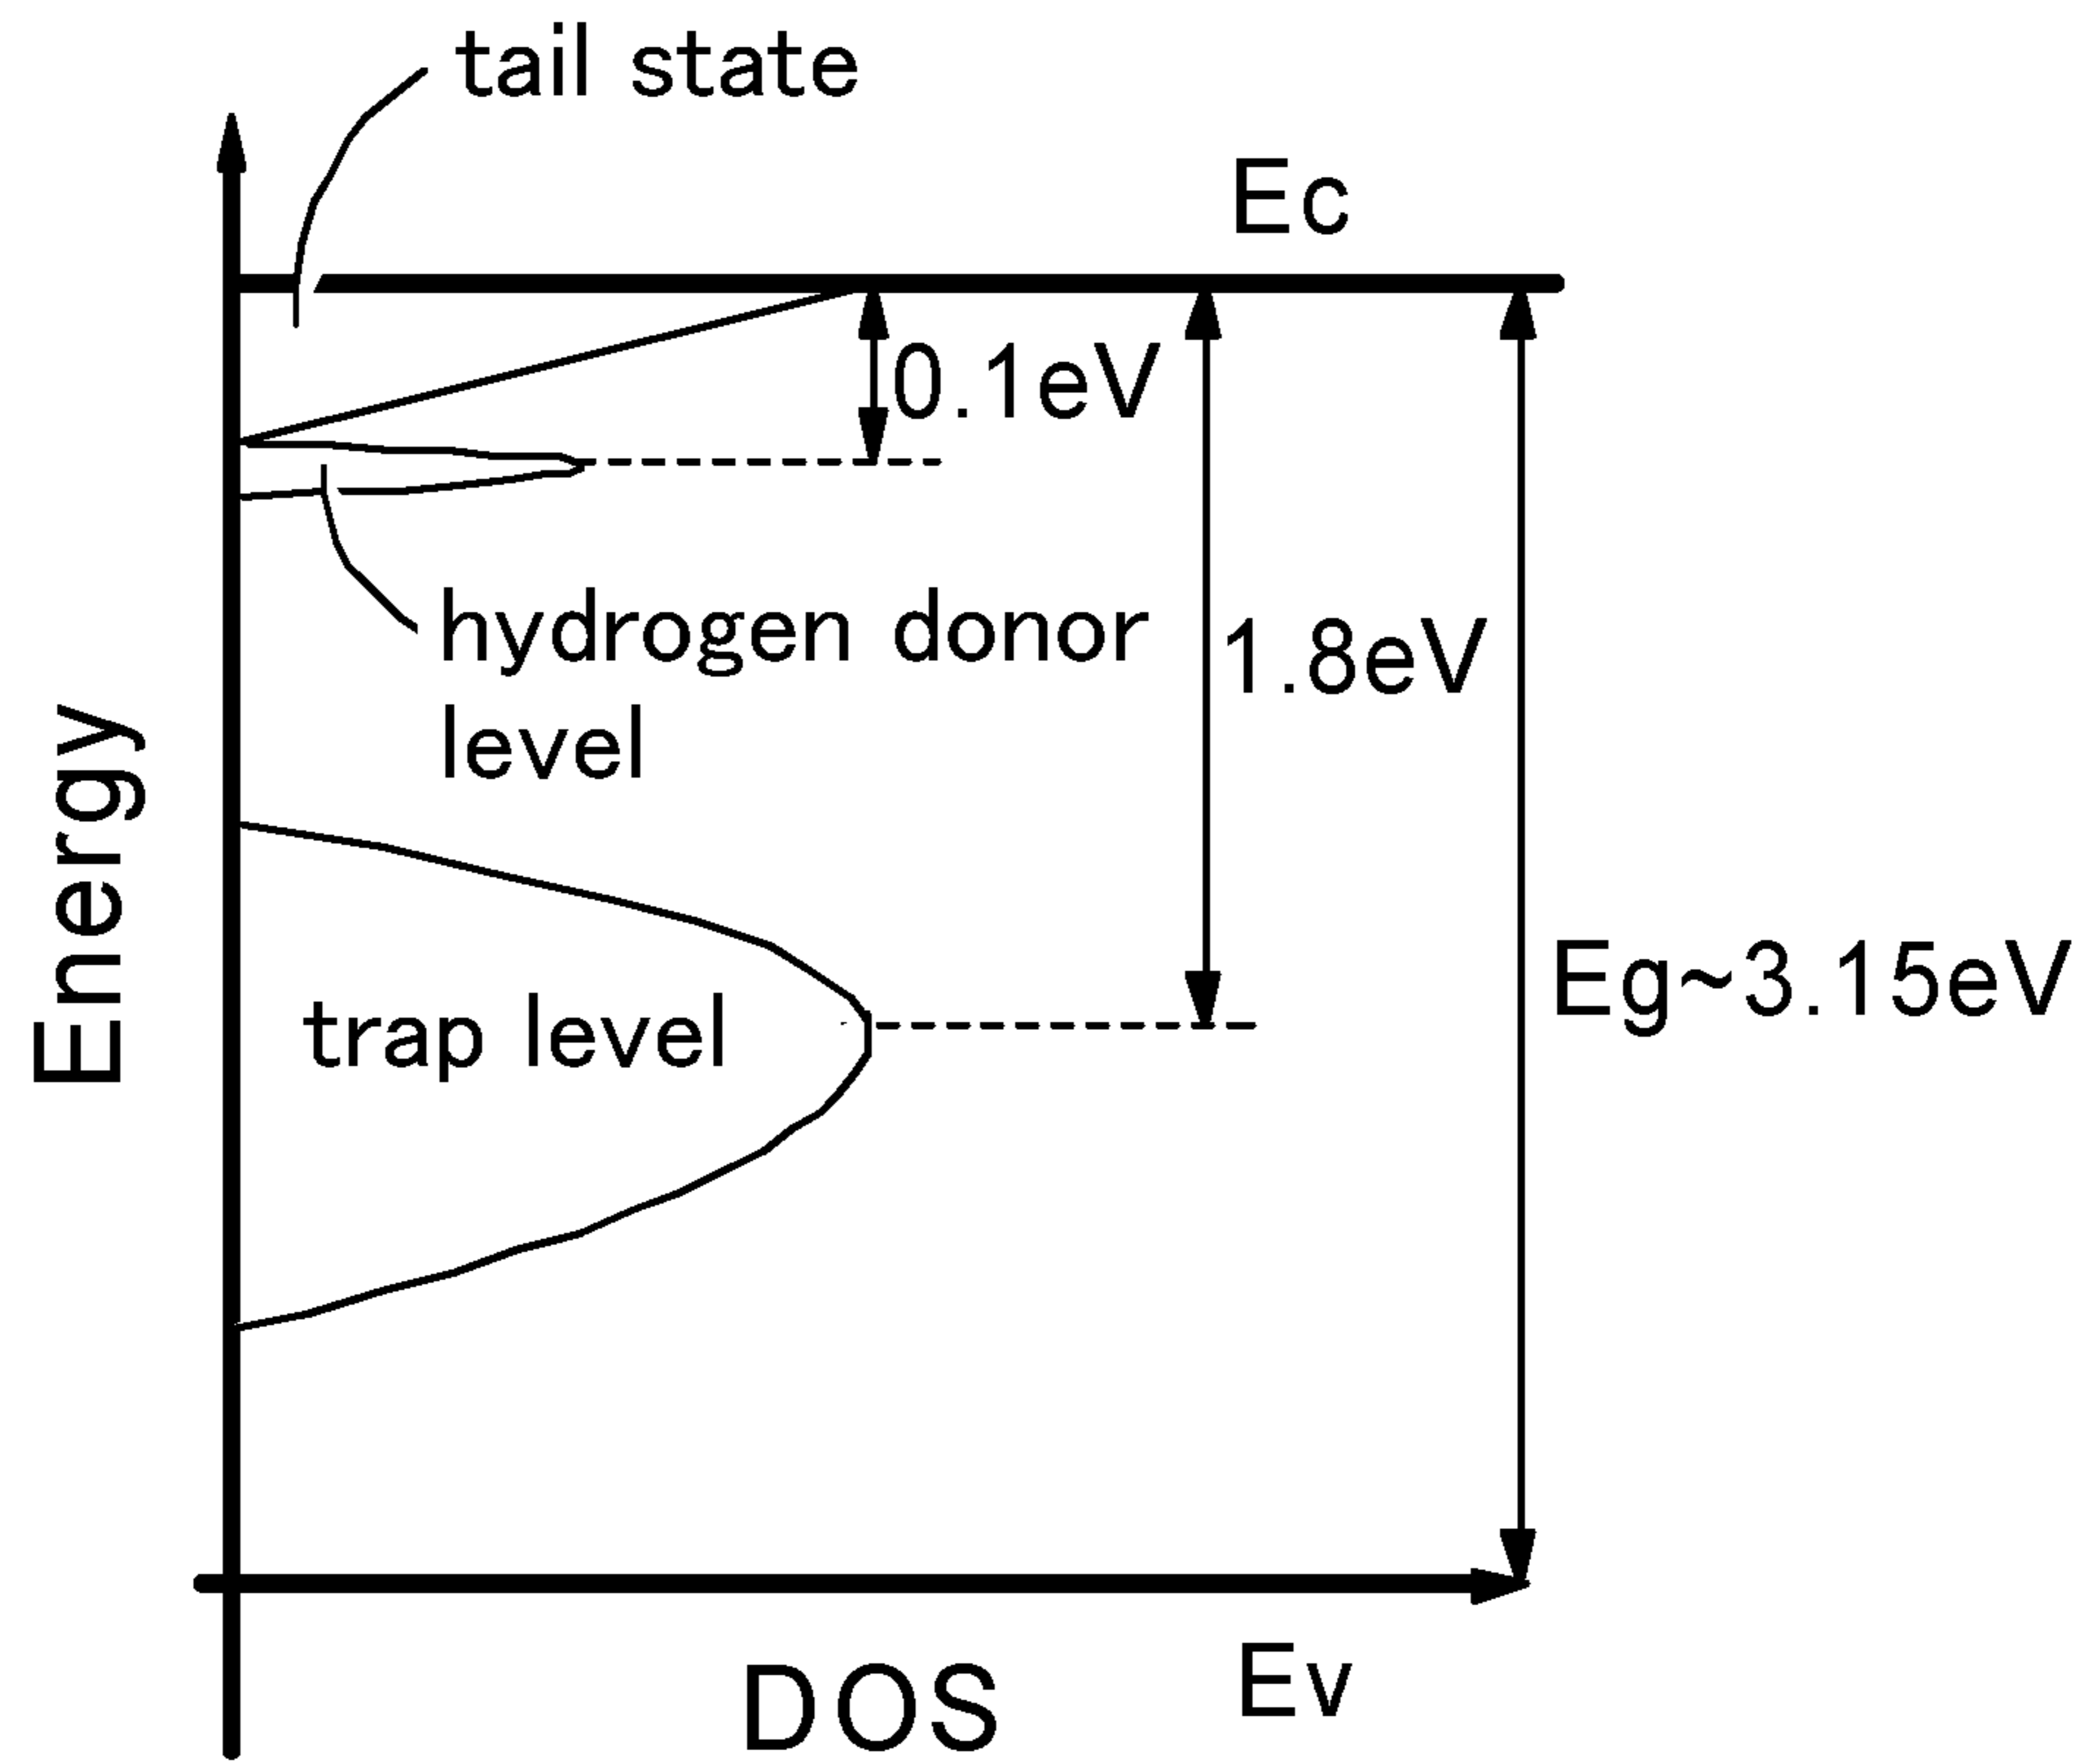 tail state
Ec
0.1eV
hydrogen donor
level
1.8eV
Energy
Eg~3.15eV
trap level
Ev
DOS